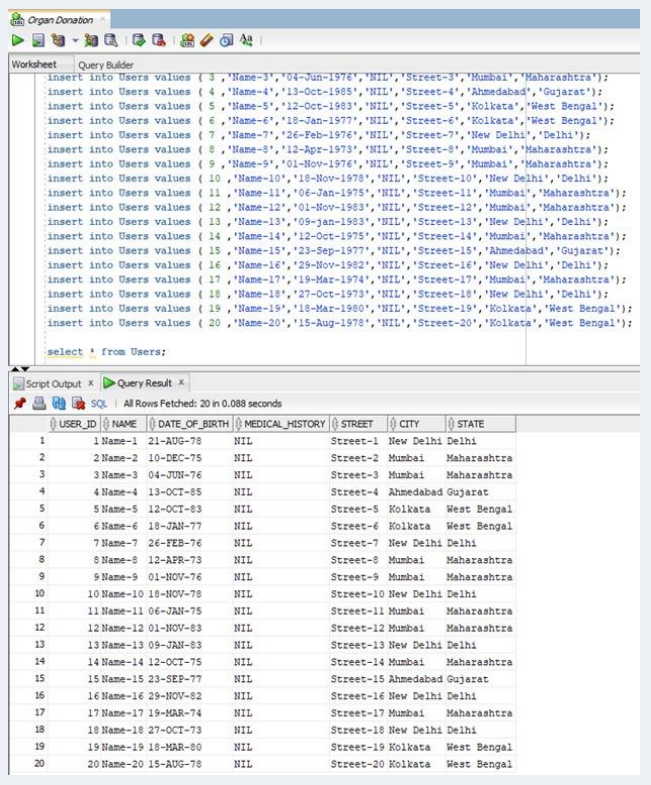 Organ Donation
Worksheet Query Builder
insert into Users values ( 3 ,'Name-3','04-Jun-1976','NIL','Street-3','Mumbai','Maharashtra');
insert into Users values ( 4 ,'Name-4','13-Oct-1985','NIL','Street-4','Ahmedabad','Gujarat');
insert into Users values ( 5 ,'Name-5','12-Oct-1983','NIL','Street-5','Kolkata','West Bengal');
insert into Users values ( 6 ,'Name-6','18-Jan-1977','NIL','Street-6','Kolkata','West Bengal');
insert into Users values ( 7 ,'Name-7','26-Feb-1976','NIL','Street-7','New Delhi','Delhi');
insert into Users values ( 8 ,'Name-8','12-Apr-1973','NIL','Street-8','Mumbai','Maharashtra');
insert into Users values ( 9 ,'Name-9','01-Nov-1976','NIL','Street-9','Mumbai','Maharashtra');
insert into Users values ( 10 ,'Name-10','18-Nov-1978','NIL','Street-10','New Delhi','Delhi');
insert into Users values ( 11 ,'Name-11','06-Jan-1975','NIL','Street-11','Mumbai','Maharashtra');
insert into Users values ( 12 ,'Name-12','01-Nov-1983','NIL','Street-12','Mumbai','Maharashtra');
insert into Users values ( 13 ,'Name-13','09-jan-1983','NIL','Street-13','New Delhi','Delhi');
insert into Users values ( 14 ,'Name-14','12-Oct-1975','NIL','Street-14','Mumbai','Maharashtra');
insert into Users values ( 15 ,'Name-15','23-Sep-1977','NIL','Street-15','Ahmedabad','Gujarat');
insert into Users values ( 16 ,'Name-16','29-Nov-1982','NIL','Street-16','New Delhi','Delhi');
insert into Users values ( 17 ,'Name-17','19-Mar-1974','NIL','Street-17','Mumbai','Maharashtra');
insert into Users values ( 18 ,'Name-18','27-Oct-1973','NIL','Street-18','New Delhi','Delhi');
insert into Users values ( 19 ,'Name-19','18-Mar-1980','NIL','Street-19','Kolkata','West Bengal');
insert into Users values ( 20 ,'Name-20','15-Aug-1978','NIL','Street-20','Kolkata','West Bengal');
select * from Users;
Script Output x Query Result x
SQL | All Rows Fetched: 20 in 0.088 seconds
USER_ID NAME DATE_OF_BIRTH MEDICAL_HISTORY STREET CITY STATE
1 1 Name-1 21-AUG-78 NIL Street-1 New Delhi Delhi
2 2 Name-2 10-DEC-75 NIL Street-2 Mumbai Maharashtra
3 3 Name-3 04-JUN-76 NIL Street-3 Mumbai Maharashtra
4 4 Name-4 13-OCT-85 NIL Street-4 Ahmedabad Gujarat
5 5 Name-5 12-OCT-83 NIL Street-5 Kolkata West Bengal
6 6 Name-6 18-JAN-77 NIL Street-6 Kolkata West Bengal
7 7 Name-7 26-FEB-76 NIL Street-7 New Delhi Delhi
8 8 Name-8 12-APR-73 NIL Street-8 Mumbai Maharashtra
9 9 Name-9 01-NOV-76 NIL Street-9 Mumbai Maharashtra
10 10 Name-10 18-NOV-78 NIL Street-10 New Delhi Delhi
11 11 Name-11 06-JAN-75 NIL Street-11 Mumbai Maharashtra
12 12 Name-12 01-NOV-83 NIL Street-12 Mumbai Maharashtra
13 13 Name-13 09-JAN-83 NIL Street-13 New Delhi Delhi
14 14 Name-14 12-OCT-75 NIL Street-14 Mumbai Maharashtra
15 15 Name-15 23-SEP-77 NIL Street-15 Ahmedabad Gujarat
16 16 Name-16 29-NOV-82 NIL Street-16 New Delhi Delhi
17 17 Name-17 19-MAR-74 NIL Street-17 Mumbai Maharashtra
18 18 Name-18 27-OCT-73 NIL Street-18 New Delhi Delhi
19 19 Name-19 18-MAR-80 NIL Street-19 Kolkata West Bengal
20 20 Name-20 15-AUG-78 NIL Street-20 Kolkata West Bengal